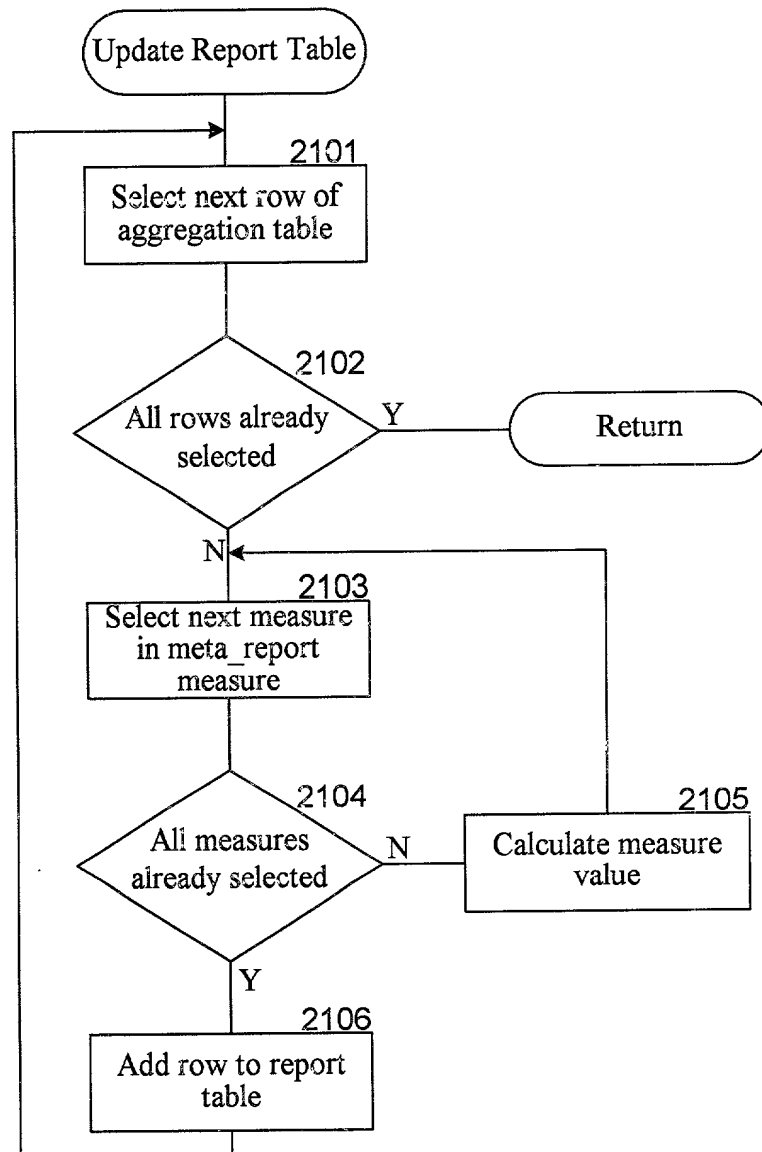 Update Report Table
2101
Select next row of
aggregation table
2102
All rows already
selected
Y
Return
N
2103
Select next measure
in meta_report
measure
2104
All measures
already selected
N
2105
Calculate measure
value
Y
2106
Add row to report
table